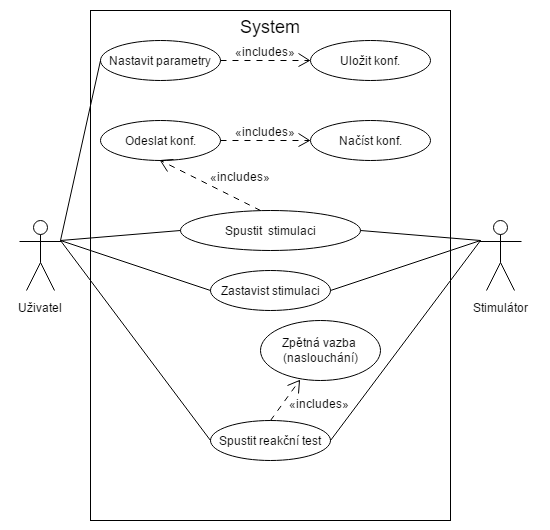 System
Nastavit parametry
«includes»
Uložit konf.
Odeslat konf.
«includes»
Načíst konf.
«includes»
Spustit stimulaci
Uživatel
Stimulátor
Zastavist stimulaci
Zpětná vazba
(naslouchání)
«includes»
Spustit reakční test